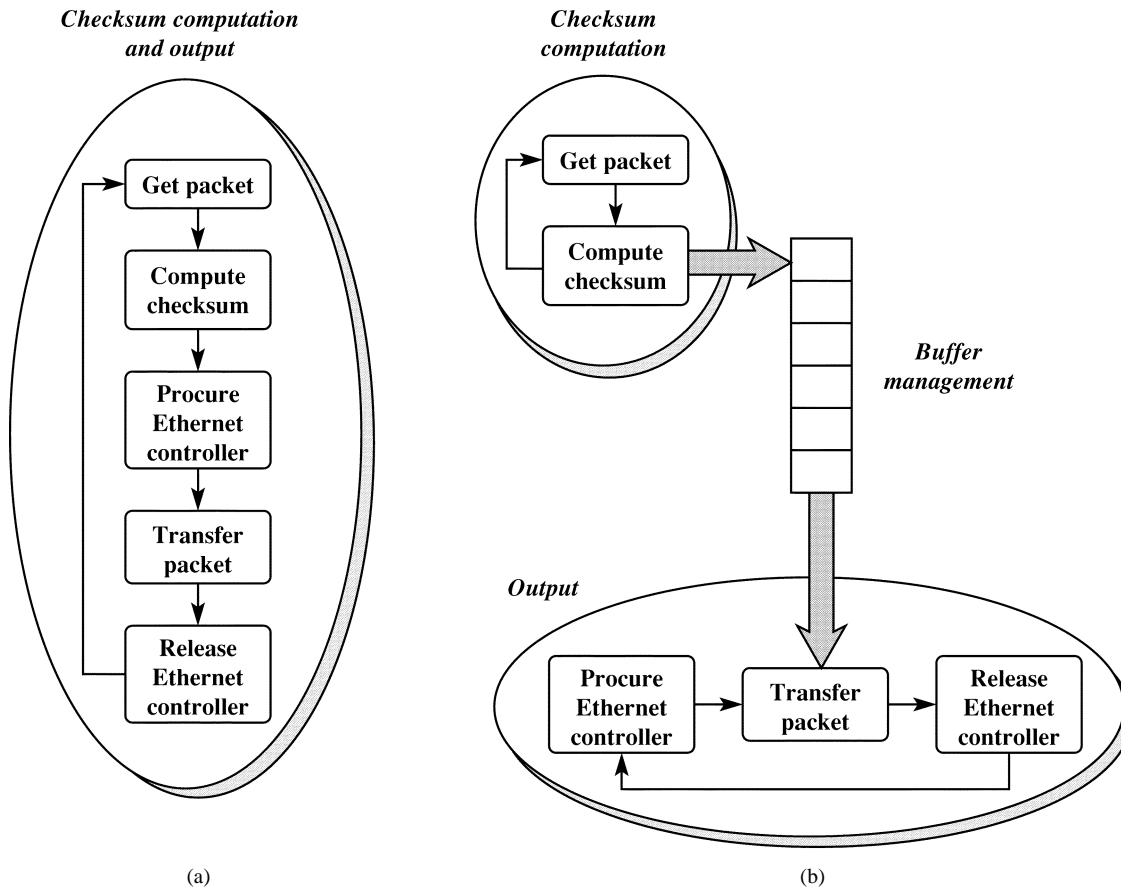 Checksum computation
and output
Get packet
Compute
checksum
Procure
Ethernet
controller
Transfer
packet
Release
Ethernet
controller
(a)
Checksum
computation
Get packet
Compute
checksum
Buffer
management
Output
Procure
Ethernet
controller
Transfer
packet
Release
Ethernet
controller
(b)